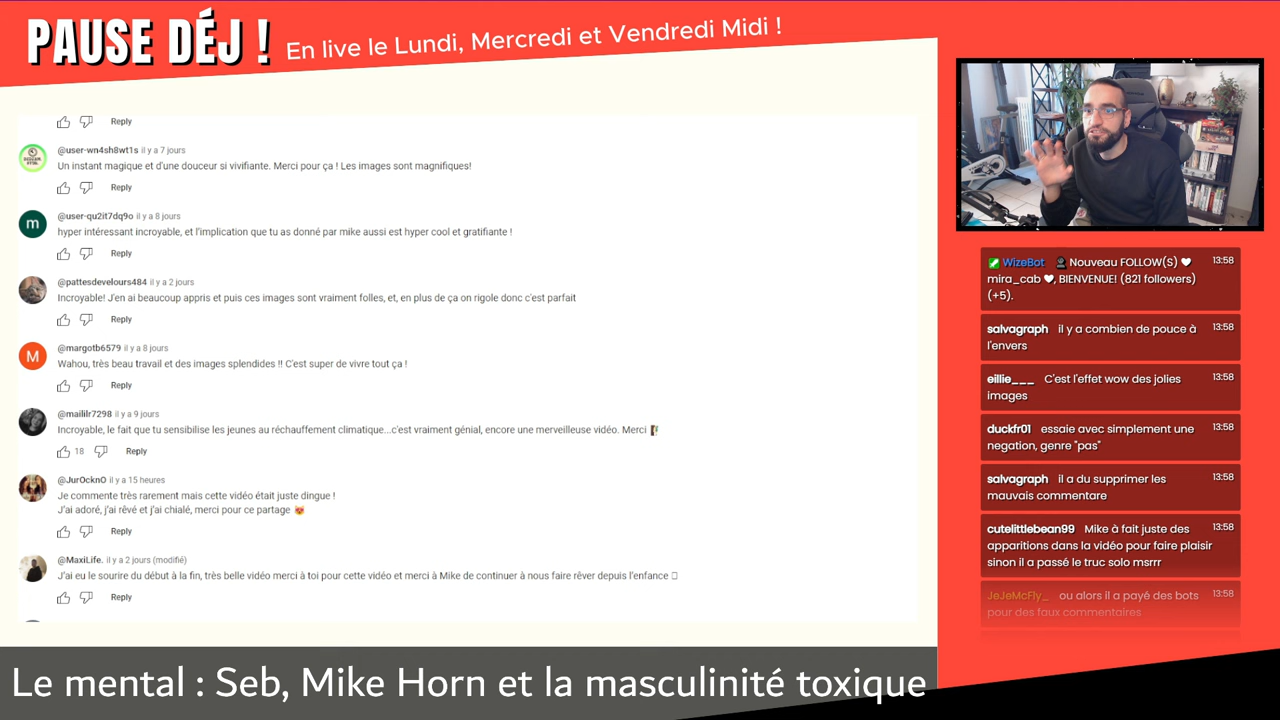 PAUSE DÉJ !
En live le Lundi, Mercredi et Vendredi Midi !
Reply
@user-wn4sh8wt1s il y a 7 jours
Un instant magique et d'une douceur si vivifiante. Merci pour ça ! Les images sont magnifiques!
Reply
@user-qu2it7dq9o il y a 8 jours
hyper intéressant incroyable, et l'implication que tu as donné par mike aussi est hyper cool et gratifiante !
Reply
@pattesdevelours484 il y a 2 jours
Incroyable! J'en ai beaucoup appris et puis ces images sont vraiment folles, et, en plus de ça on rigole donc c'est parfait
Reply
@margotb6579 il y a 8 jours
Wahou, très beau travail et des images splendides !! C'est super de vivre tout ça !
Reply
@maililr7298 il y a 9 jours
Incroyable, le fait que tu sensibilise les jeunes au réchauffement climatique...c'est vraiment génial, encore une merveilleuse vidéo. Merci
18 Reply
@JurOcknO il y a 15 heures
Je commente très rarement mais cette vidéo était juste dingue !
J'ai adoré, j'ai rêvé et j'ai chialé, merci pour ce partage 😻
Reply
@MaxiLife. il y a 2 jours (modifié)
J'ai eu le sourire du début à la fin, très belle vidéo merci à toi pour cette vidéo et merci à Mike de continuer à nous faire rêver depuis l'enfance
Reply
WizeBot Nouveau FOLLOW(S) ♥ 13:58
mira_cab ♥, BIENVENUE! (821 followers)
(+5).
salvagraph il y a combien de pouce à 13:58
l'envers
eillie___ C'est l'effet wow des jolies 13:58
images
duckfr01 essaie avec simplement une 13:58
negation, genre "pas"
salvagraph il a du supprimer les 13:58
mauvais commentare
cutelittlebean99 Mike à fait juste des 13:58
apparitions dans la vidéo pour faire plaisir
sinon il a passé le truc solo msrrr
JeJeMcFly_ ou alors il a payé des bots 13:58
pour des faux commentaires
Le mental : Seb, Mike Horn et la masculinité toxique